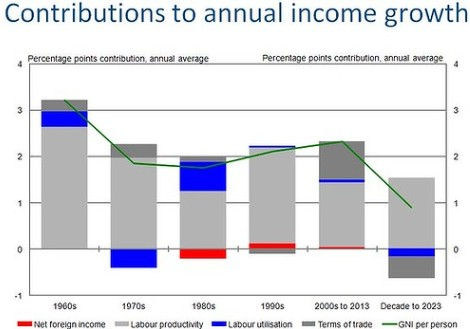 Contributions to annual income growth
Percentage points contribution, annual average
Percentage points contribution, annual average
4
4
3
3
2
2
1
1
0
0
-1
-1
1960s
1970s
1980s
1990s
2000s to 2013
Decade to 2023
Net foreign income
Labour productivity
Labour utilisation
Terms of trade
GNI per person